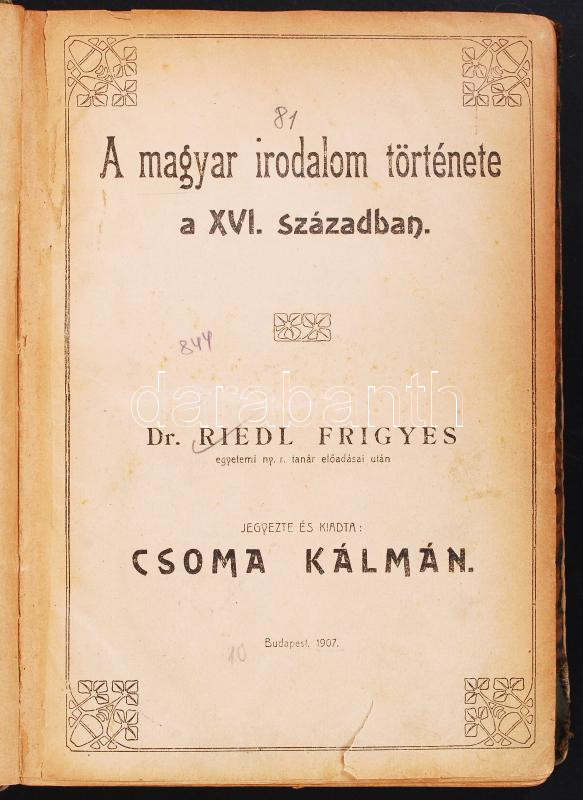 81
A magyar irodalom története
a XVI. században.
844
darabanth
Dr. RIEDL FRIGYES
egyetemi ny. r. tanár előadásai után
JEGYEZTE ÉS KIADTA:
CSOMA KÁLMÁN.
Budapest, 1907.
10